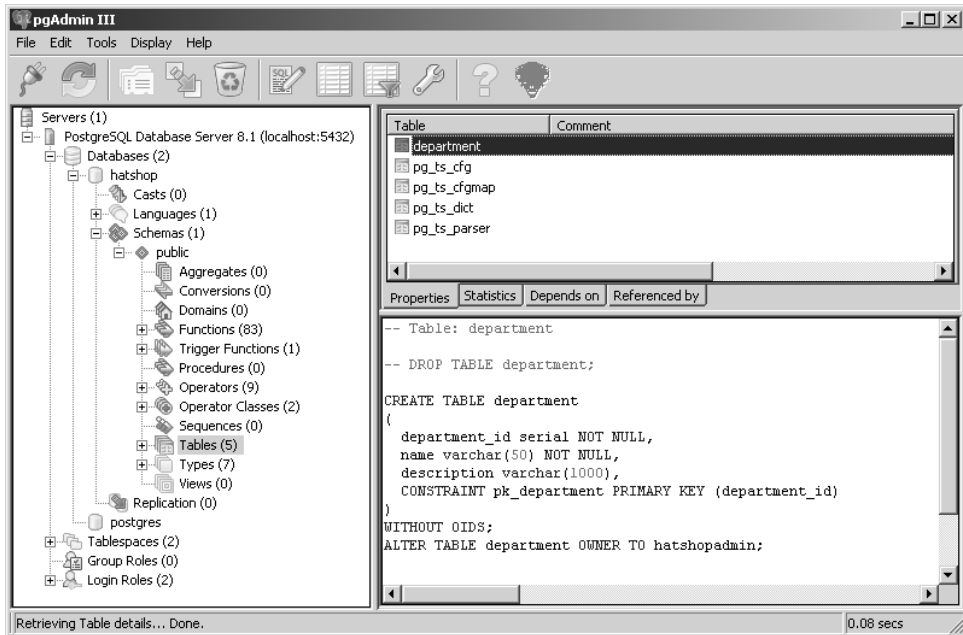 pgAdmin III
File Edit Tools Display Help
SQL
Servers (1)
PostgreSQL Database Server 8.1 (localhost:5432)
Databases (2)
hatshop
Casts (0)
Languages (1)
Schemas (1)
public
Aggregates (0)
Conversions (0)
Domains (0)
Functions (83)
Trigger Functions (1)
Procedures (0)
Operators (9)
Operator Classes (2)
Sequences (0)
Tables (5)
Types (7)
Views (0)
Replication (0)
postgres
Tablespaces (2)
Group Roles (0)
Login Roles (2)
Table Comment
department
pg_ts_cfg
pg_ts_cfgmap
pg_ts_dict
pg_ts_parser
Properties Statistics Depends on Referenced by
-- Table: department
-- DROP TABLE department;
CREATE TABLE department
(
department_id serial NOT NULL,
name varchar(50) NOT NULL,
description varchar(1000),
CONSTRAINT pk_department PRIMARY KEY (department_id)
)
WITHOUT OIDS;
ALTER TABLE department OWNER TO hatshopadmin;
Retrieving Table details... Done. 0.08 secs